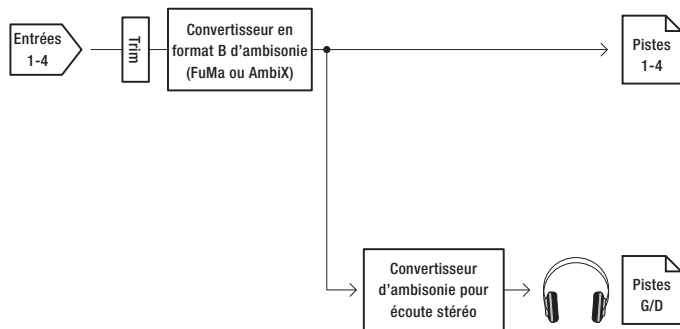 Entrées
1-4
Trim
Convertisseur en
format B d’ambisonie
(FuMa ou AmbiX)
Pistes
1-4
Convertisseur
d’ambisonie pour
écoute stéréo
Pistes
G/D